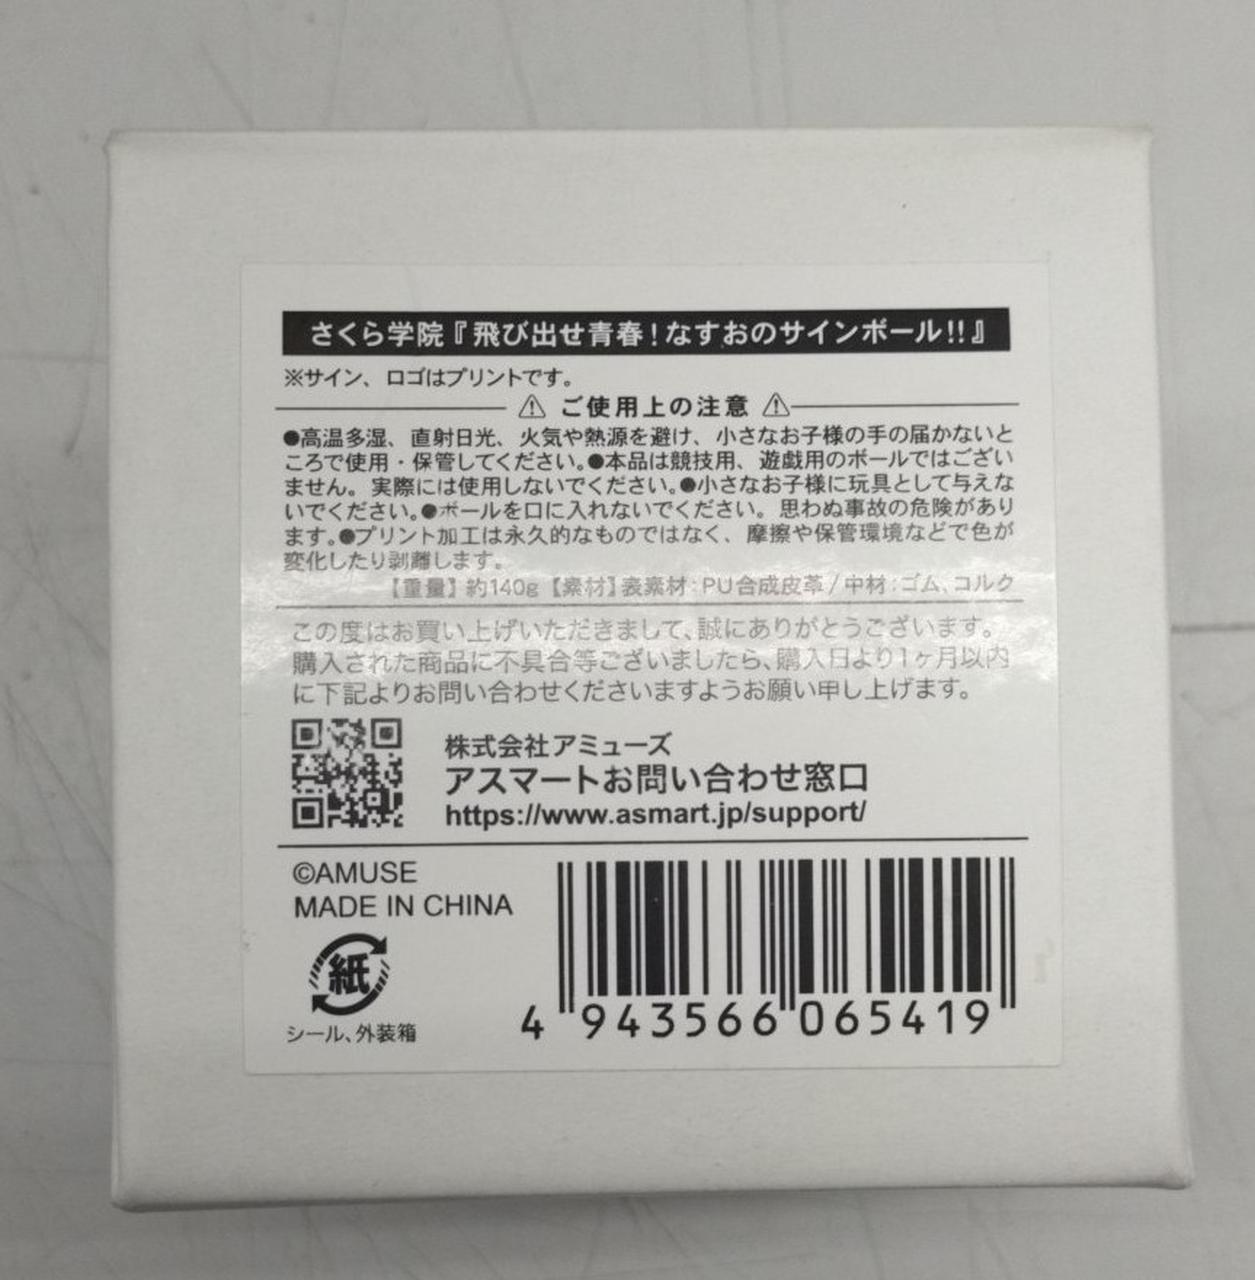 さくら学院『飛び出せ青春！なすおのサインボール!!』
※サイン、ロゴはプリントです。
⚠ ご使用上の注意 ⚠
●高温多湿、直射日光、火気や熱源を避け、小さなお子様の手の届かないと
ころで使用・保管してください。●本品は競技用、遊戯用のボールではござい
ません。実際には使用しないでください。●小さなお子様に玩具として与えな
いでください。●ボールを口に入れないでください。思わぬ事故の危険があり
ます。●プリント加工は永久的なものではなく、摩擦や保管環境などで色が
変化したり剥離します。
【重量】約140g【素材】表素材：PU合成皮革/中材：ゴム、コルク
この度はお買い上げいただきまして、誠にありがとうございます。
購入された商品に不具合等ございましたら、購入日より1ヶ月以内
に下記よりお問い合わせくださいますようお願い申し上げます。
株式会社アミューズ
アスマートお問い合わせ窓口
https://www.asmart.jp/support/
©AMUSE
MADE IN CHINA
紙
シール、外装箱
4 943566 065419